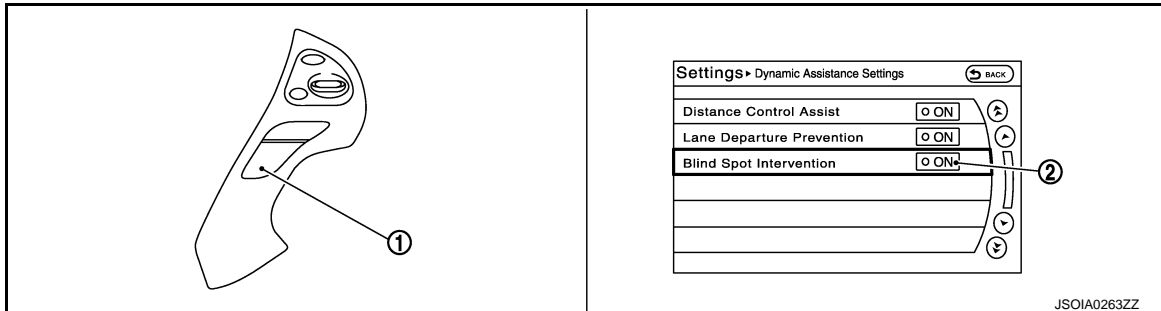 ①
Settings▸ Dynamic Assistance Settings BACK
Distance Control Assist ON
Lane Departure Prevention ON
Blind Spot Intervention ON
②
JSOIA0263ZZ